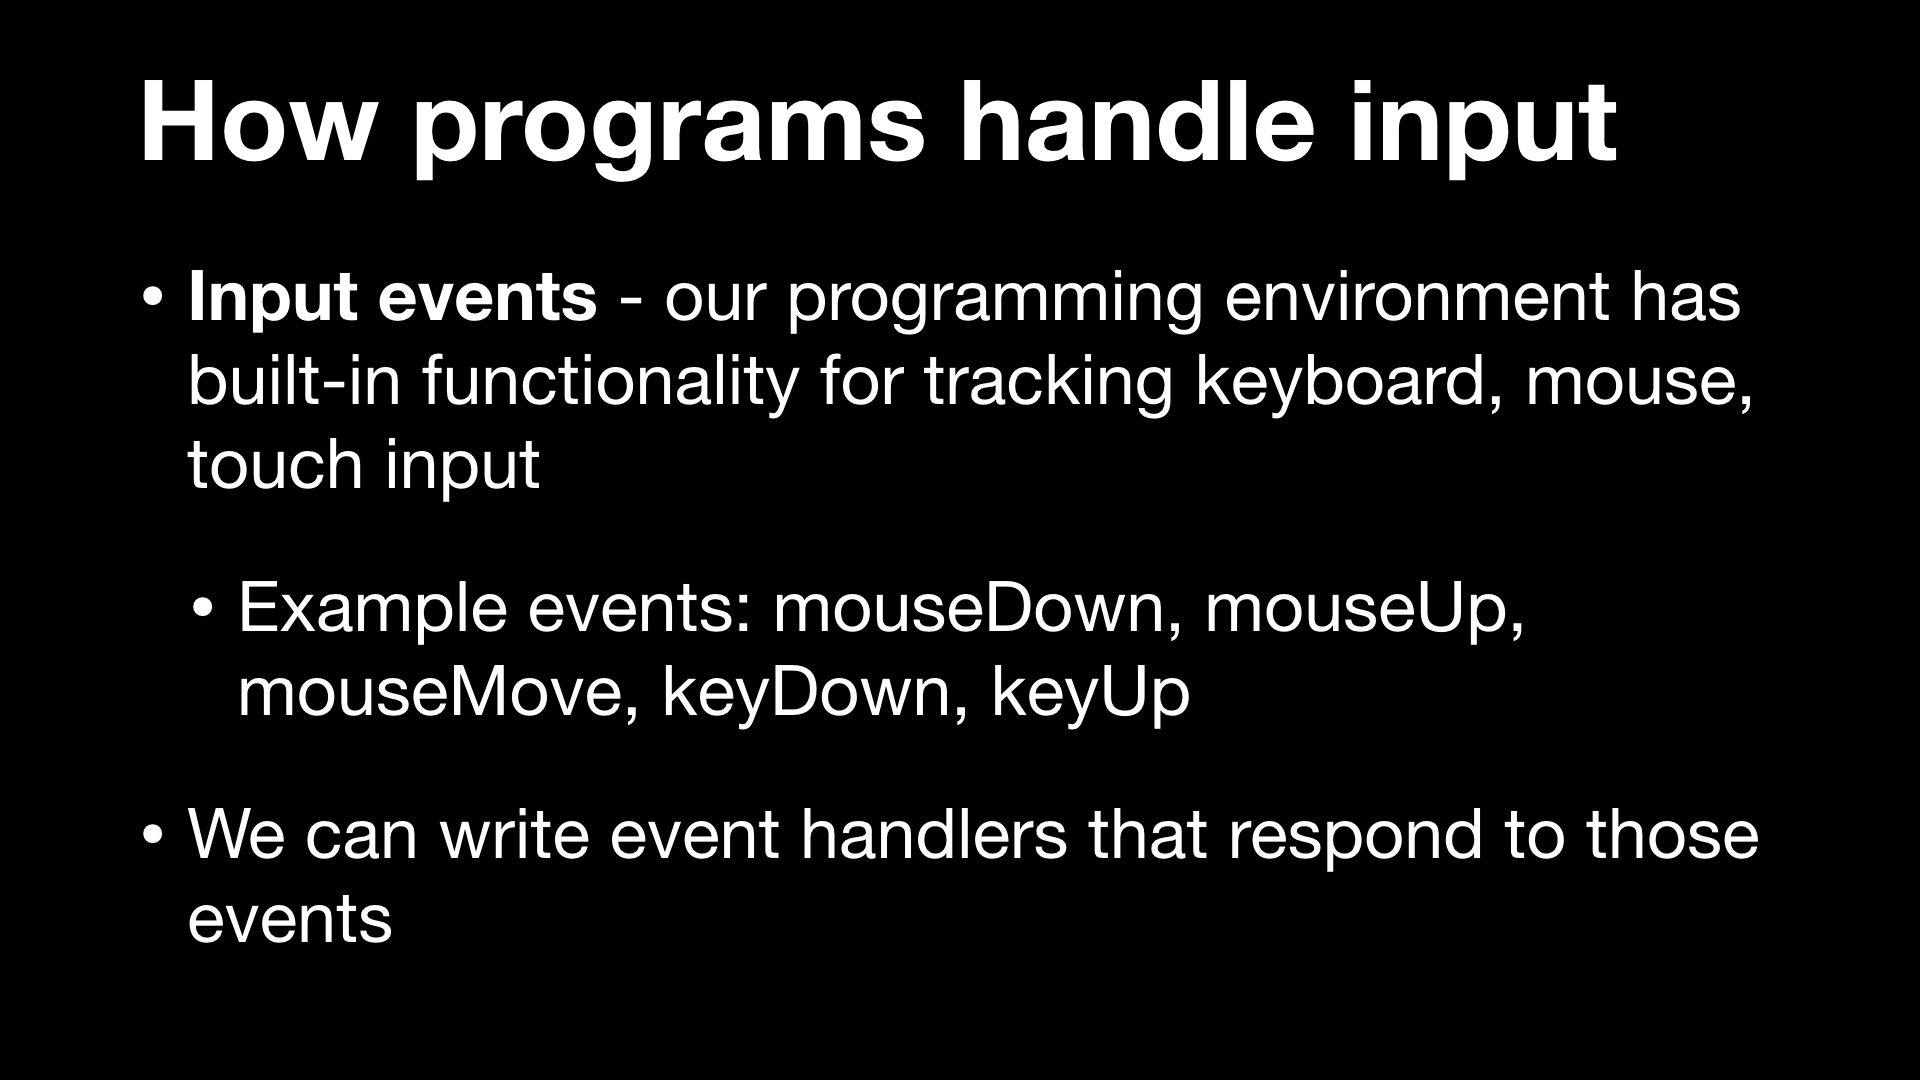 How programs handle input
• Input events - our programming environment has
built-in functionality for tracking keyboard, mouse,
touch input
• Example events: mouseDown, mouseUp,
mouseMove, keyDown, keyUp
• We can write event handlers that respond to those
events